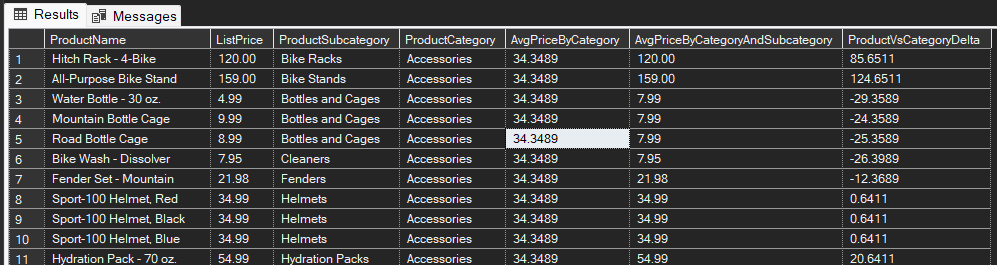 Results Messages
ProductName ListPrice ProductSubcategory ProductCategory AvgPriceByCategory AvgPriceByCategoryAndSubcategory ProductVsCategoryDelta
1 Hitch Rack - 4-Bike 120.00 Bike Racks Accessories 34.3489 120.00 85.6511
2 All-Purpose Bike Stand 159.00 Bike Stands Accessories 34.3489 159.00 124.6511
3 Water Bottle - 30 oz. 4.99 Bottles and Cages Accessories 34.3489 7.99 -29.3589
4 Mountain Bottle Cage 9.99 Bottles and Cages Accessories 34.3489 7.99 -24.3589
5 Road Bottle Cage 8.99 Bottles and Cages Accessories 34.3489 7.99 -25.3589
6 Bike Wash - Dissolver 7.95 Cleaners Accessories 34.3489 7.95 -26.3989
7 Fender Set - Mountain 21.98 Fenders Accessories 34.3489 21.98 -12.3689
8 Sport-100 Helmet, Red 34.99 Helmets Accessories 34.3489 34.99 0.6411
9 Sport-100 Helmet, Black 34.99 Helmets Accessories 34.3489 34.99 0.6411
10 Sport-100 Helmet, Blue 34.99 Helmets Accessories 34.3489 34.99 0.6411
11 Hydration Pack - 70 oz. 54.99 Hydration Packs Accessories 34.3489 54.99 20.6411